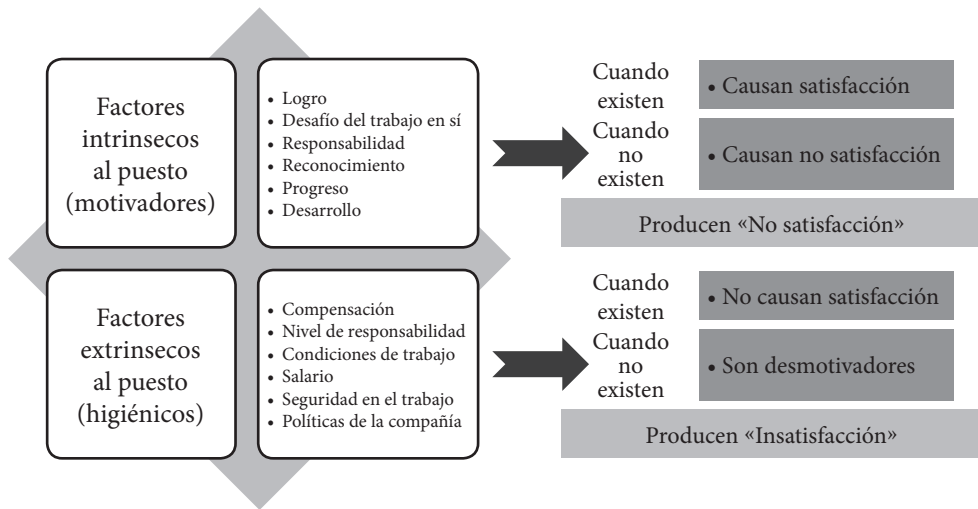 Factores
intrinsecos
al puesto
(motivadores)
• Logro
• Desafío del trabajo en sí
• Responsabilidad
• Reconocimiento
• Progreso
• Desarrollo
Cuando
existen
• Causan satisfacción
Cuando
no
existen
• Causan no satisfacción
Producen «No satisfacción»
Factores
extrinsecos
al puesto
(higiénicos)
• Compensación
• Nivel de responsabilidad
• Condiciones de trabajo
• Salario
• Seguridad en el trabajo
• Políticas de la compañía
Cuando
existen
• No causan satisfacción
Cuando
no
existen
• Son desmotivadores
Producen «Insatisfacción»